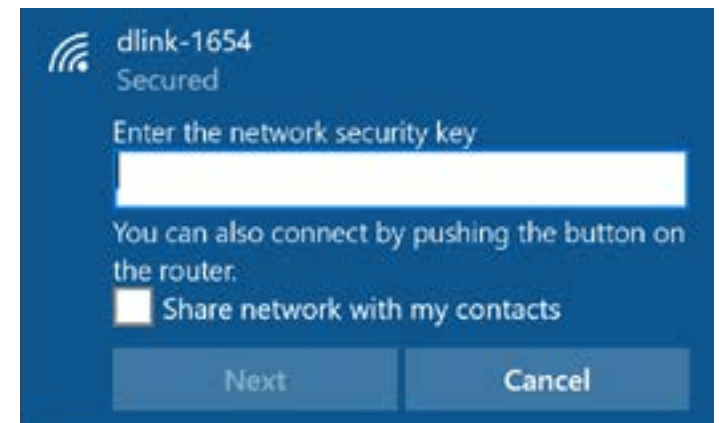 dlink-1654
Secured
Enter the network security key
You can also connect by pushing the button on
the router.
Share network with my contacts
Next
Cancel